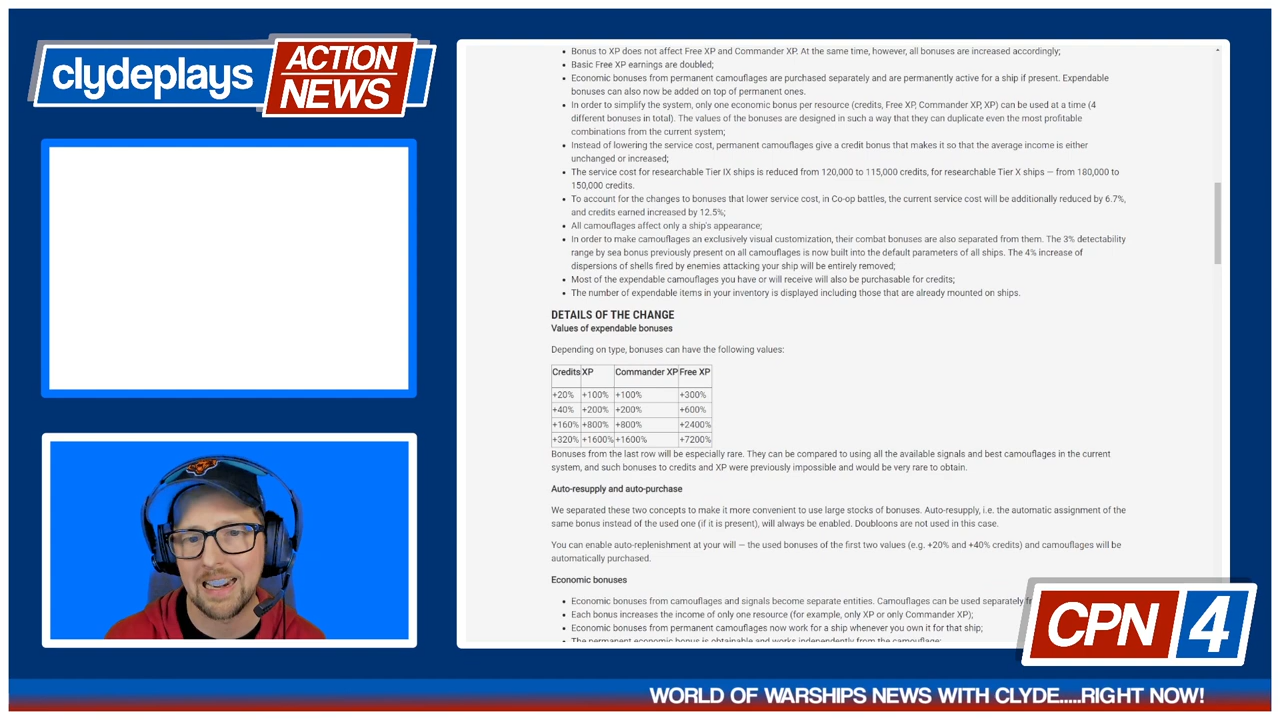 clydeplays
ACTION
NEWS
Bonus to XP does not affect Free XP and Commander XP. At the same time, however, all bonuses are increased accordingly;
Basic Free XP earnings are doubled;
Economic bonuses from permanent camouflages are purchased separately and are permanently active for a ship if present. Expendable
bonuses can also now be added on top of permanent ones.
In order to simplify the system, only one economic bonus per resource (credits, Free XP, Commander XP, XP) can be used at a time (4
different bonuses in total). The values of the bonuses are designed in such a way that they can duplicate even the most profitable
combinations from the current system;
Instead of lowering the service cost, permanent camouflages give a credit bonus that makes it so that the average income is either
unchanged or increased;
The service cost for researchable Tier IX ships is reduced from 120,000 to 115,000 credits, for researchable Tier X ships — from 180,000 to
150,000 credits.
To account for the changes to bonuses that lower service cost, in Co-op battles, the current service cost will be additionally reduced by 6.7%,
and credits earned increased by 12.5%;
All camouflages affect only a ship's appearance;
In order to make camouflages an exclusively visual customization, their combat bonuses are also separated from them. The 3% detectability
range by sea bonus previously present on all camouflages is now built into the default parameters of all ships. The 4% increase of
dispersions of shells fired by enemies attacking your ship will be entirely removed;
Most of the expendable camouflages you have or will receive will also be purchasable for credits;
The number of expendable items in your inventory is displayed including those that are already mounted on ships.
DETAILS OF THE CHANGE
Values of expendable bonuses
Depending on type, bonuses can have the following values:
Credits XP Commander XP Free XP
+20% +100% +100% +300%
+40% +200% +200% +600%
+160% +800% +800% +2400%
+320% +1600% +1600% +7200%
Bonuses from the last row will be especially rare. They can be compared to using all the available signals and best camouflages in the current
system, and such bonuses to credits and XP were previously impossible and would be very rare to obtain.
Auto-resupply and auto-purchase
We separated these two concepts to make it more convenient to use large stocks of bonuses. Auto-resupply, i.e. the automatic assignment of the
same bonus instead of the used one (if it is present), will always be enabled. Doubloons are not used in this case.
You can enable auto-replenishment at your will — the used bonuses of the first two values (e.g. +20% and +40% credits) and camouflages will be
automatically purchased.
Economic bonuses
Economic bonuses from camouflages and signals become separate entities. Camouflages can be used separately
Each bonus increases the income of only one resource (for example, only XP or only Commander XP);
Economic bonuses from permanent camouflages now work for a ship whenever you own it for that ship;
The permanent economic bonus is obtainable and works independently from the camouflage;
CPN 4
WORLD OF WARSHIPS NEWS WITH CLYDE.....RIGHT NOW!